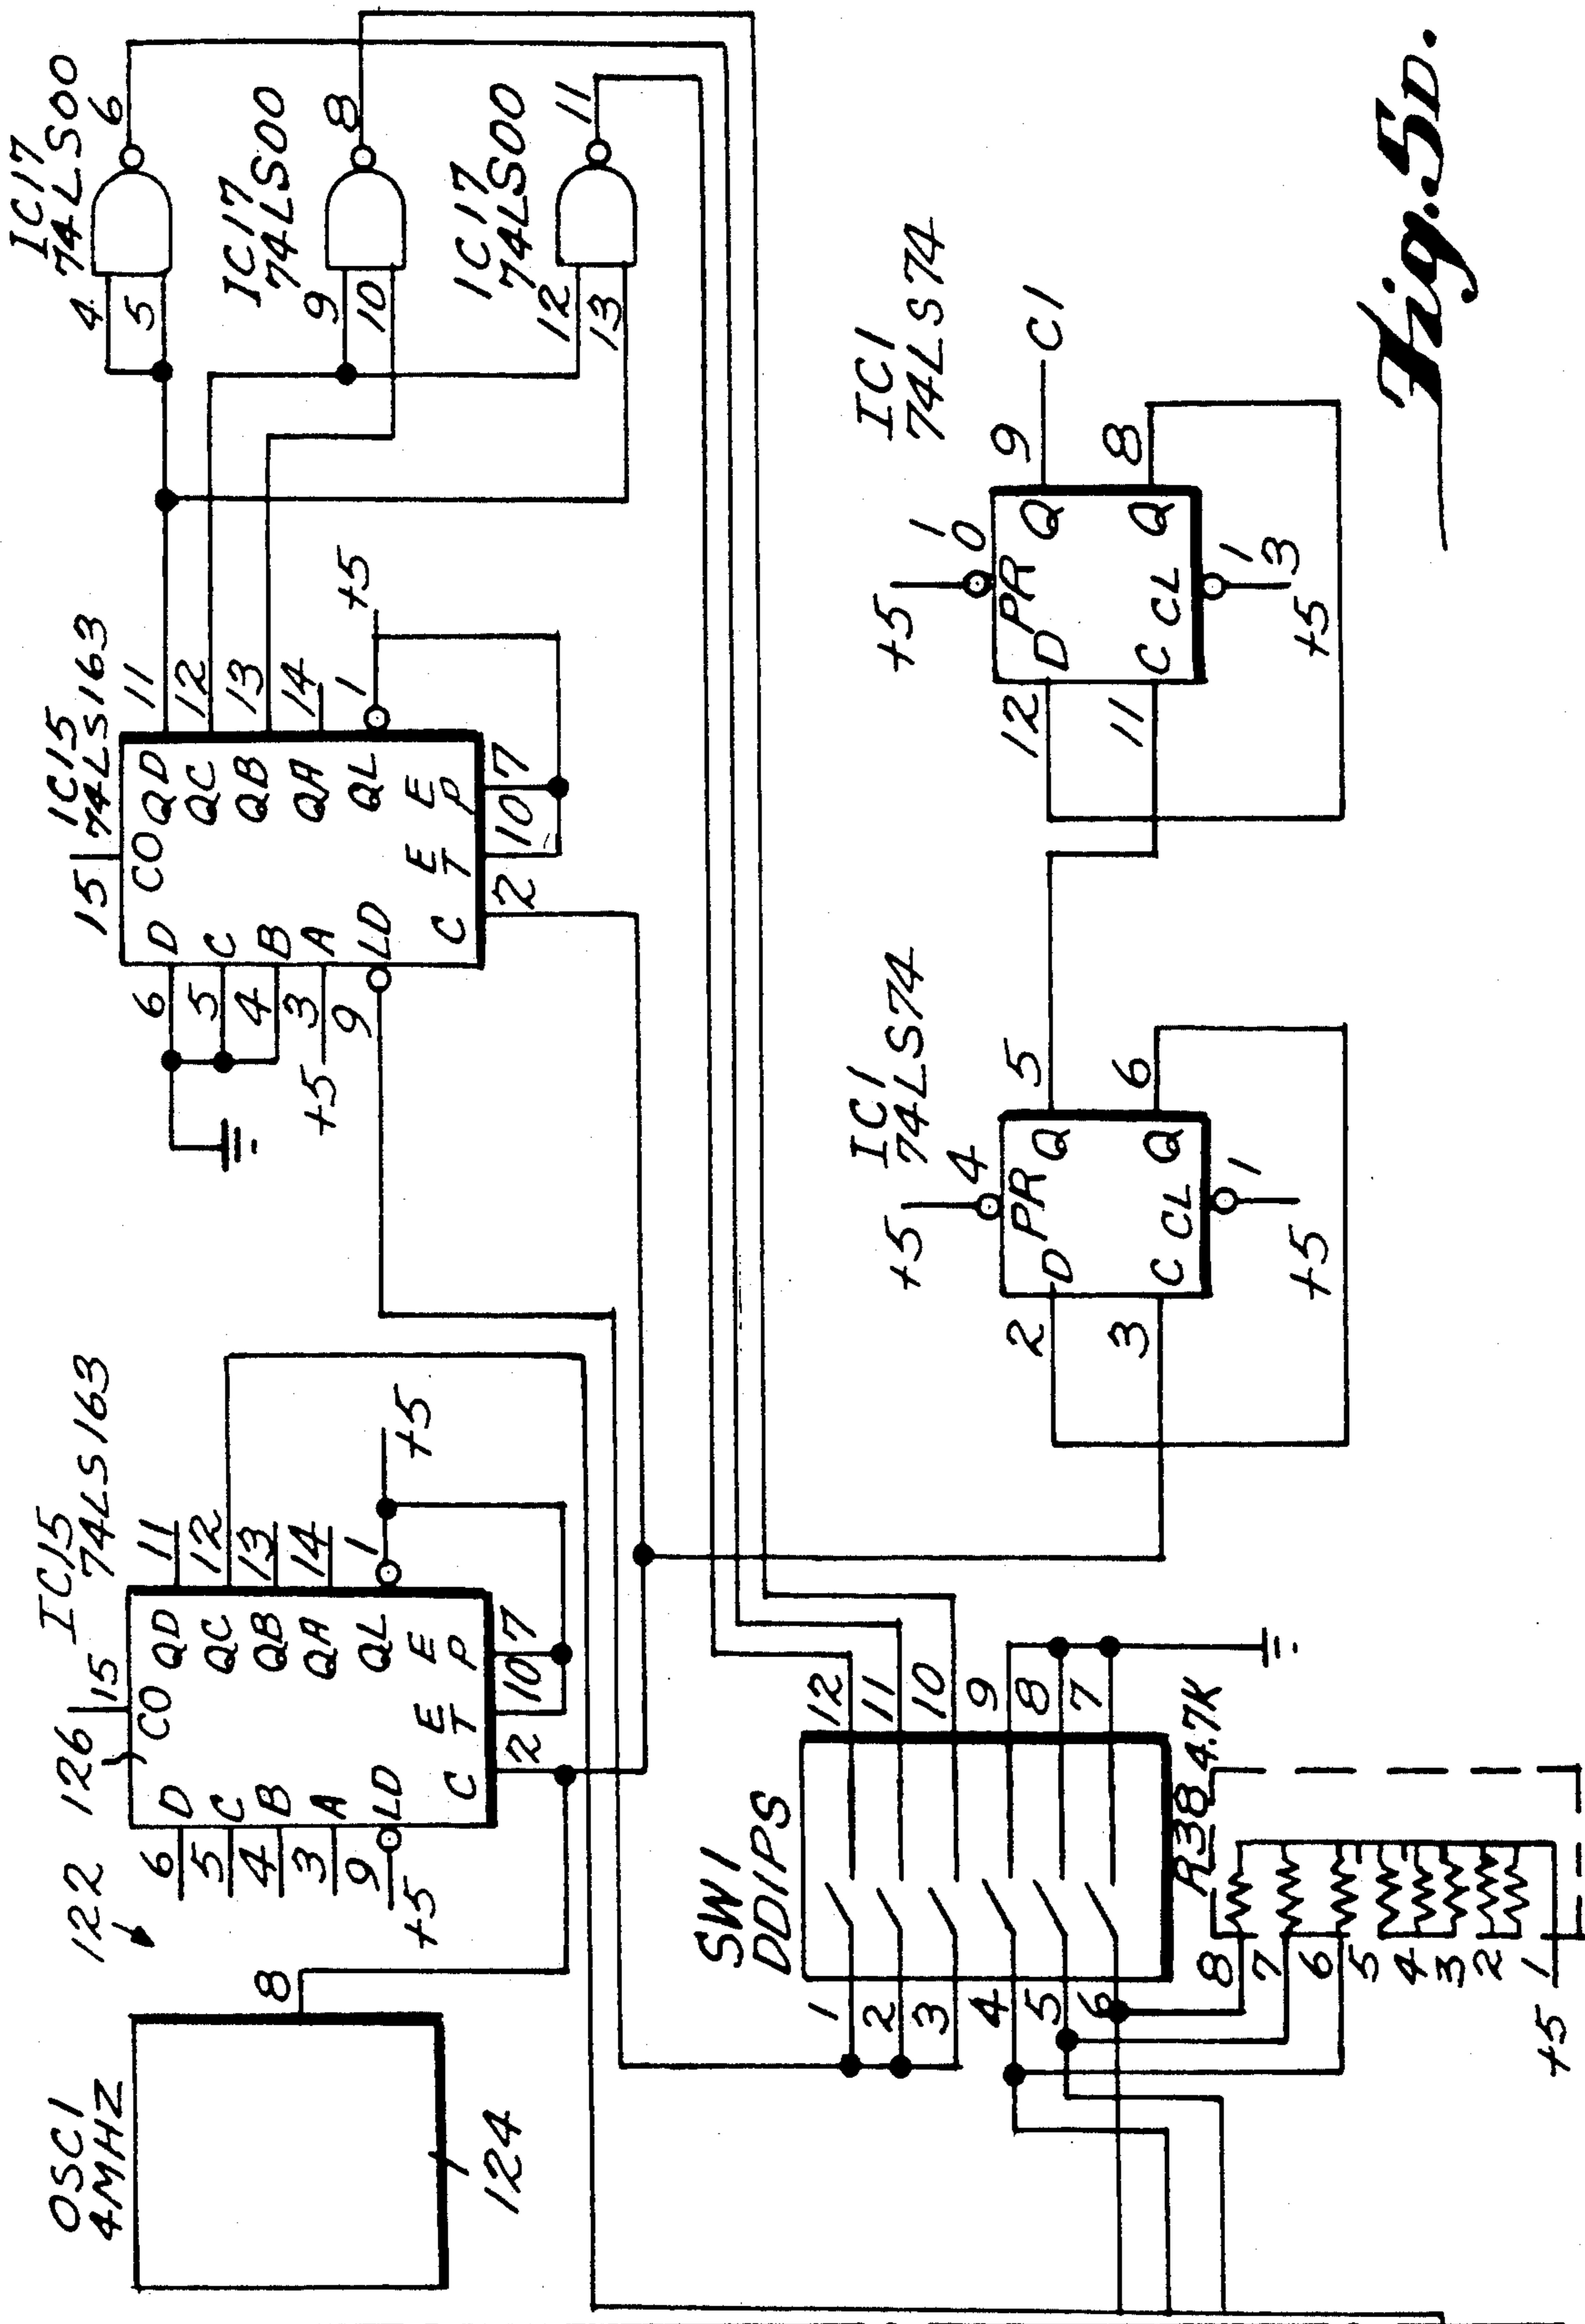 OSC1
4MHZ
8
124
122
126
15
IC15
74LS163
CO
D
C
B
A
LD
C
QD
QC
QB
QA
QL
E
T
E
P
6
5
4
3
9
+5
11
12
13
14
1
+5
2
10
7
15
IC15
74LS163
CO
D
C
B
A
LD
C
QD
QC
QB
QA
QL
E
T
E
P
6
5
4
3
9
+5
11
12
13
14
1
+5
2
10
7
IC17
74LS00
4
5
6
IC17
74LS00
9
10
8
IC17
74LS00
12
13
11
SW1
DDIPS
1
2
3
4
5
6
12
11
10
9
8
7
R38 4.7K
8
7
6
5
4
3
2
1
+5
IC1
74LS74
+5
4
PR
D
Q
C
CL
Q
2
3
5
6
1
+5
IC1
74LS74
+5
10
PR
D
Q
C
CL
Q
12
11
9
C1
8
13
+5
Fig. 5D.